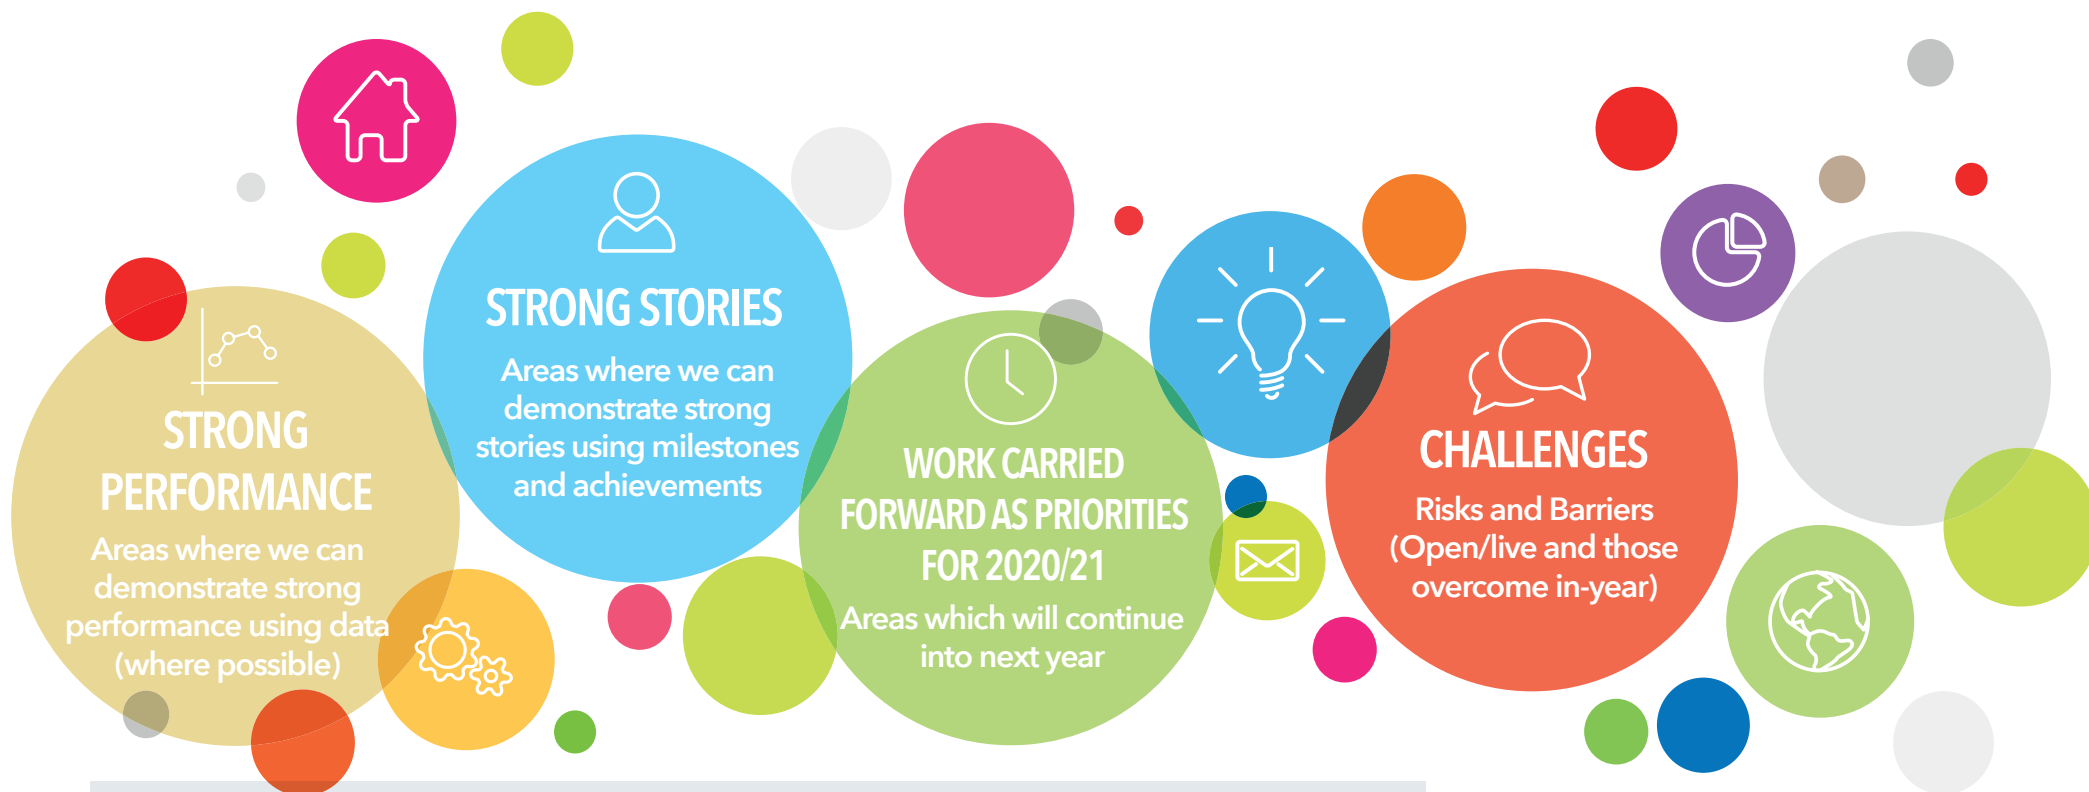 STRONG
PERFORMANCE
Areas where we can
demonstrate strong
performance using data
(where possible)
STRONG STORIES
Areas where we can
demonstrate strong
stories using milestones
and achievements
WORK CARRIED
FORWARD AS PRIORITIES
FOR 2020/21
Areas which will continue
into next year
CHALLENGES
Risks and Barriers
(Open/live and those
overcome in-year)